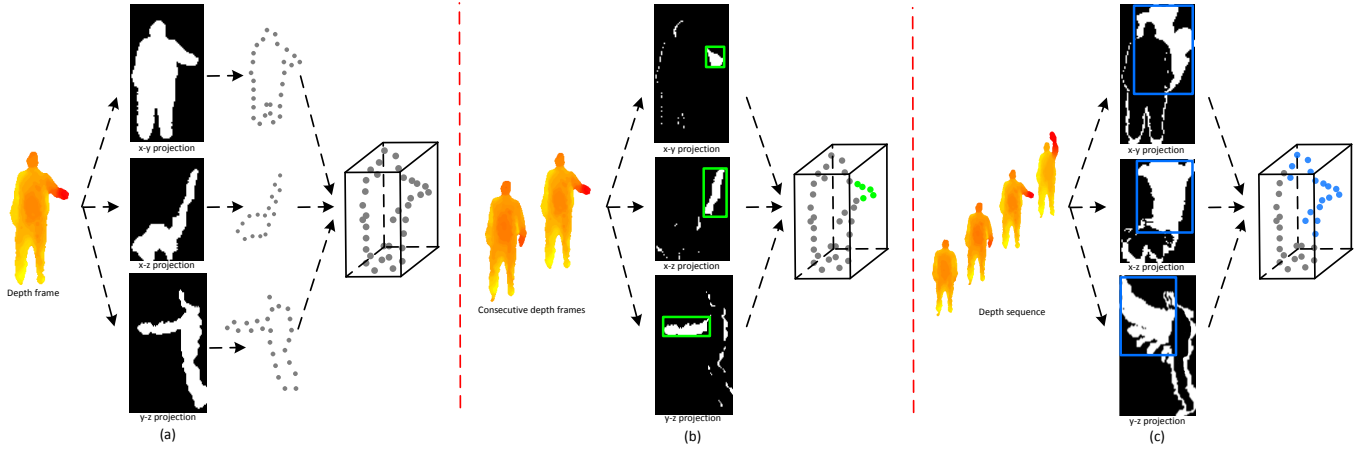 x-y projection
x-z projection
Depth frame
y-z projection
(a)
x-y projection
x-z projection
Consecutive depth frames
y-z projection
(b)
x-y projection
x-z projection
Depth sequence
y-z projection
(c)